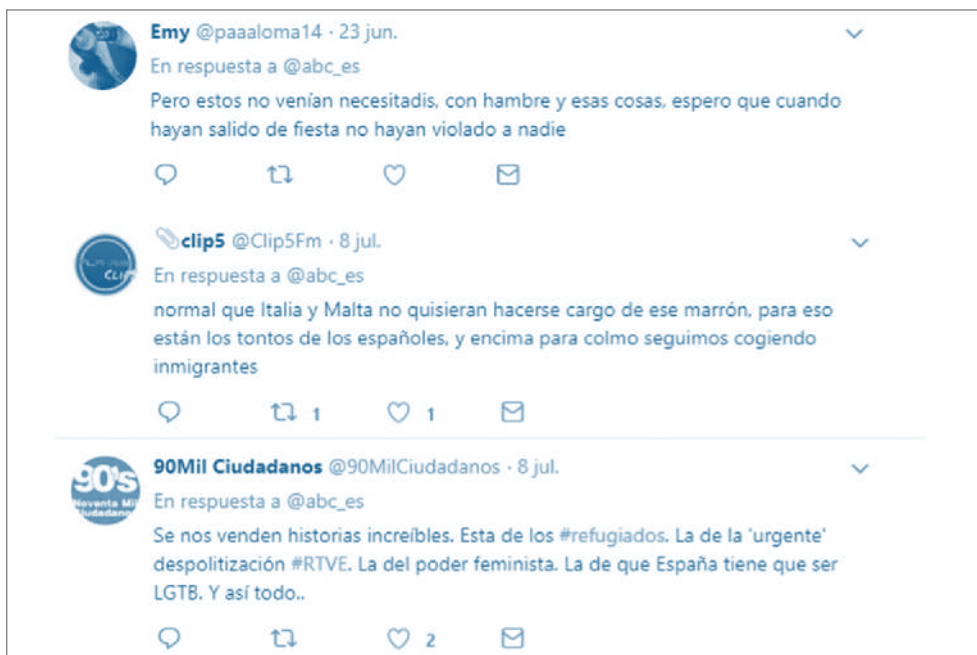 Emy @paaaloma14 · 23 jun.
En respuesta a @abc_es
Pero estos no venían necesitadis, con hambre y esas cosas, espero que cuando
hayan salido de fiesta no hayan violado a nadie
clip5 @Clip5Fm · 8 jul.
CLIP
En respuesta a @abc_es
normal que Italia y Malta no quisieran hacerse cargo de ese marrón, para eso
están los tontos de los españoles, y encima para colmo seguimos cogiendo
inmigrantes
1 1
90Mil Ciudadanos @90MilCiudadanos · 8 jul.
90's
Noventa Mil
Ciudadanos
En respuesta a @abc_es
Se nos venden historias increíbles. Esta de los #refugiados. La de la 'urgente'
despolitización #RTVE. La del poder feminista. La de que España tiene que ser
LGTB. Y así todo..
2